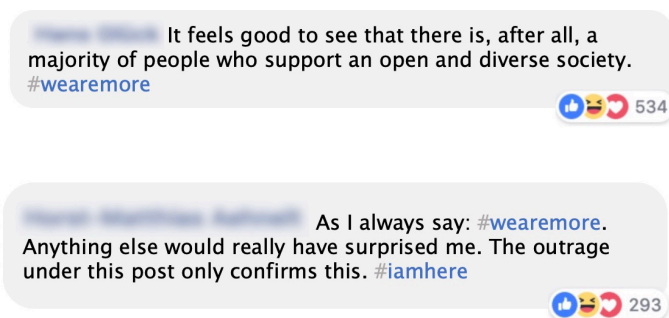 It feels good to see that there is, after all, a
majority of people who support an open and diverse society.
#wearemore
534
As I always say: #wearemore.
Anything else would really have surprised me. The outrage
under this post only confirms this. #iamhere
293